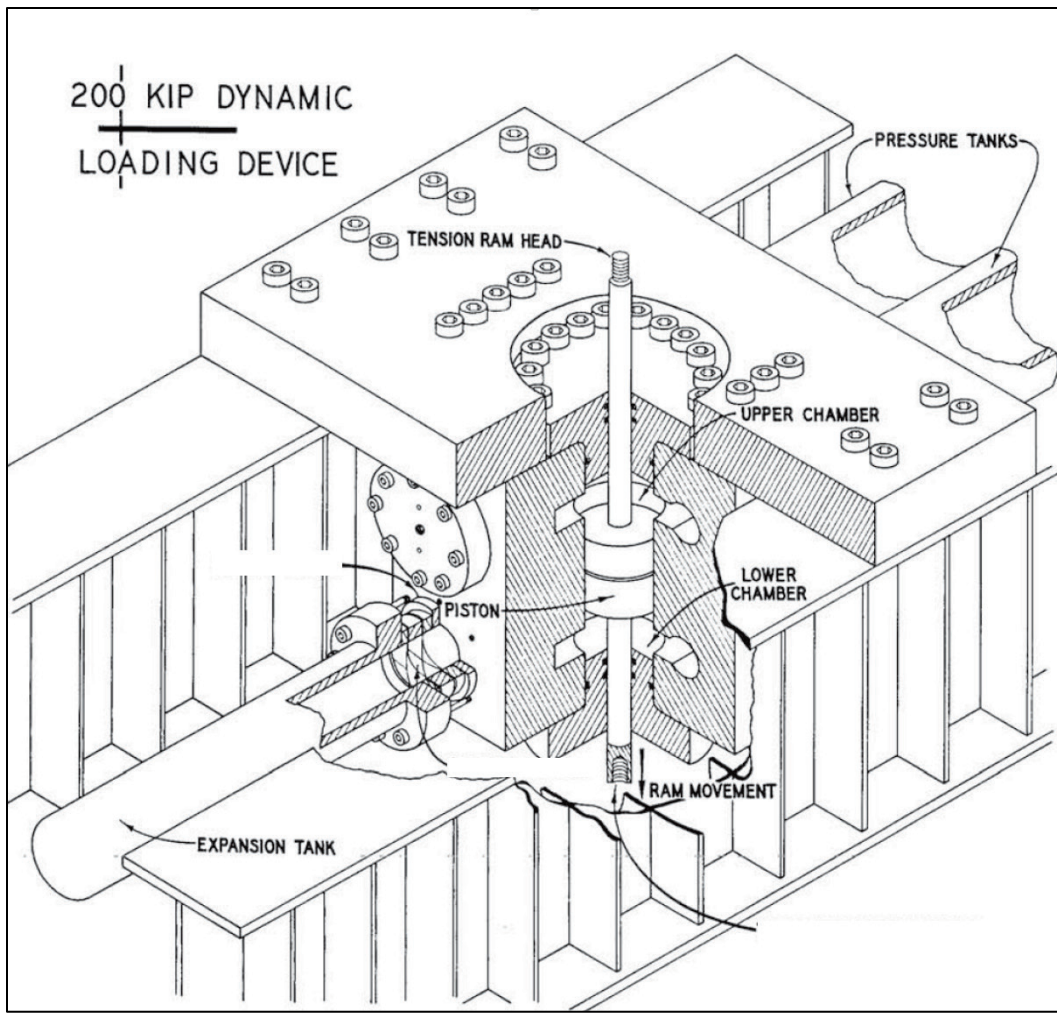 200 KIP DYNAMIC
LOADING DEVICE
PRESSURE TANKS
TENSION RAM HEAD
UPPER CHAMBER
LOWER
CHAMBER
PISTON
RAM MOVEMENT
EXPANSION TANK